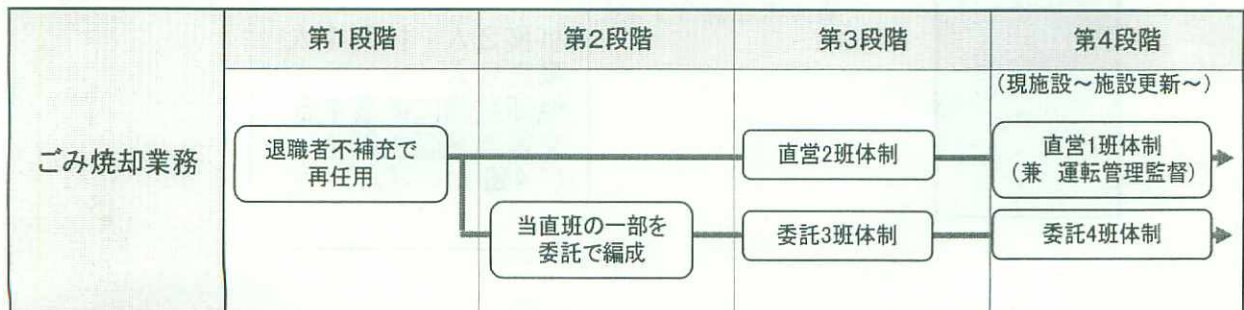 第1段階
第2段階
第3段階
第4段階
ごみ焼却業務
退職者不補充で
再任用
当直班の一部を
委託で編成
直営2班体制
委託3班体制
(現施設～施設更新～)
直営1班体制
(兼 運転管理監督)
委託4班体制